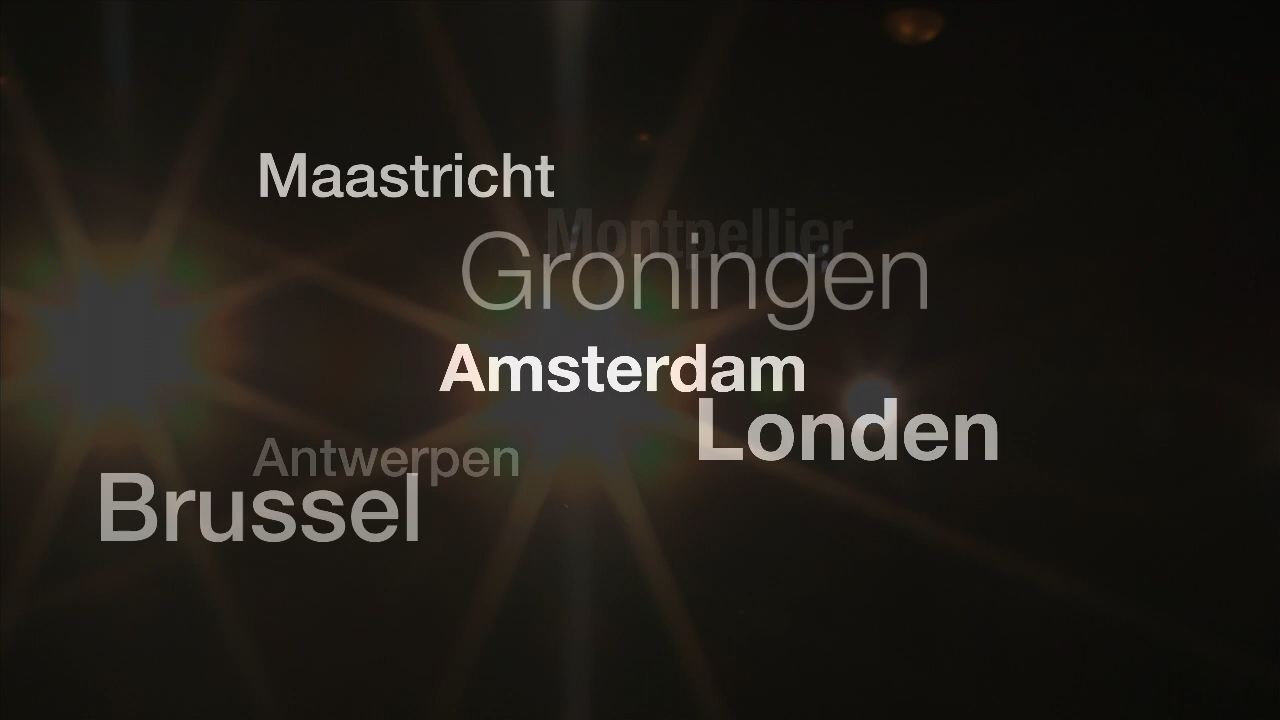 Maastricht
Montpellier
Groningen
Amsterdam
Londen
Antwerpen
Brussel